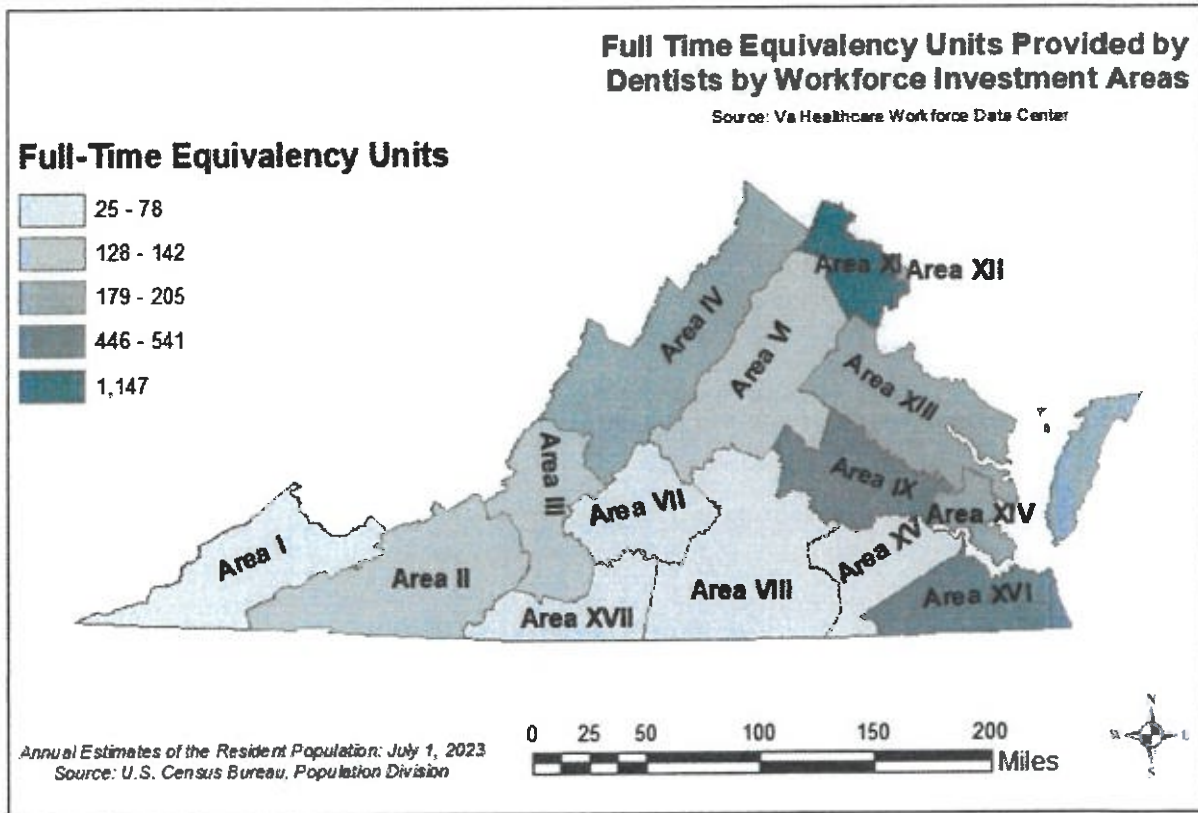 Full Time Equivalency Units Provided by
Dentists by Workforce Investment Areas
Source: Va Healthcare Workforce Data Center
Full-Time Equivalency Units
25 - 78
128 - 142
179 - 205
446 - 541
1,147
Area XI
Area XII
Area IV
Area VI
Area XIII
Area III
Area IX
Area VII
Area XIV
Area XV
Area I
Area II
Area VIII
Area XVI
Area XVII
N
S
0 25 50 100 150 200
Miles
Annual Estimates of the Resident Population: July 1, 2023
Source: U.S. Census Bureau, Population Division